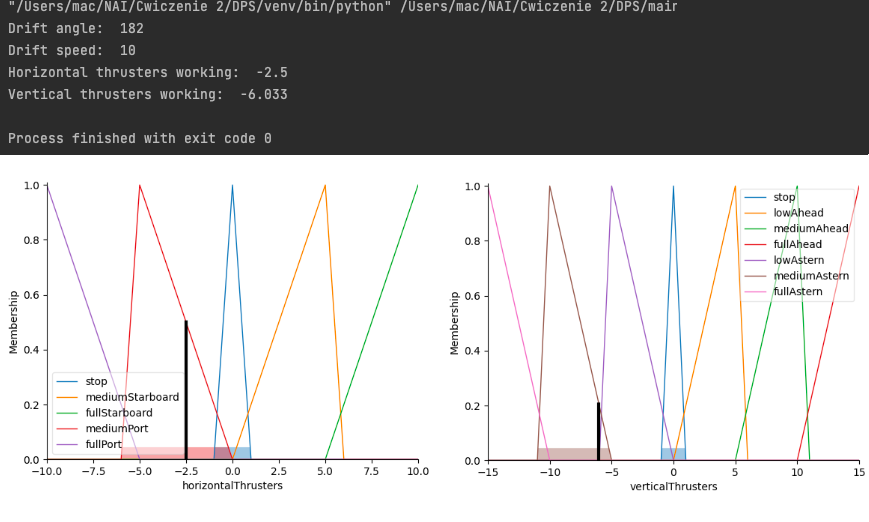 "/Users/mac/NAI/Cwiczenie 2/DPS/venv/bin/python" /Users/mac/NAI/Cwiczenie 2/DPS/mair
Drift angle:  182
Drift speed:  10
Horizontal thrusters working:  -2.5
Vertical thrusters working:  -6.033
Process finished with exit code 0
1.0
0.8
0.6
0.4
0.2
0.0
Membership
stop
mediumStarboard
fullStarboard
mediumPort
fullPort
−10.0 −7.5 −5.0 −2.5 0.0 2.5 5.0 7.5 10.0
horizontalThrusters
1.0
0.8
0.6
0.4
0.2
0.0
Membership
stop
lowAhead
mediumAhead
fullAhead
lowAstern
mediumAstern
fullAstern
−15 −10 −5 0 5 10 15
verticalThrusters